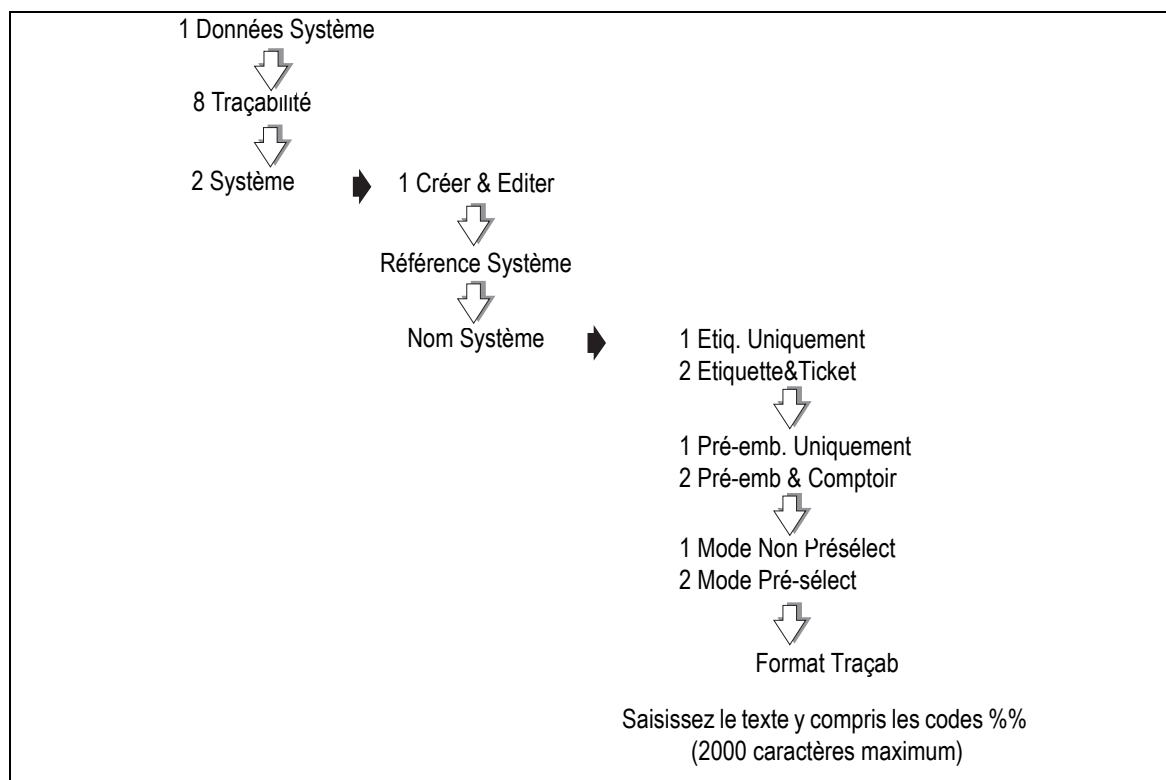 1 Données Système
8 Traçabilité
2 Système
1 Créer & Editer
Référence Système
Nom Système
1 Etiq. Uniquement
2 Etiquette&Ticket
1 Pré-emb. Uniquement
2 Pré-emb & Comptoir
1 Mode Non Présélect
2 Mode Pré-sélect
Format Traçab
Saisissez le texte y compris les codes %%
(2000 caractères maximum)